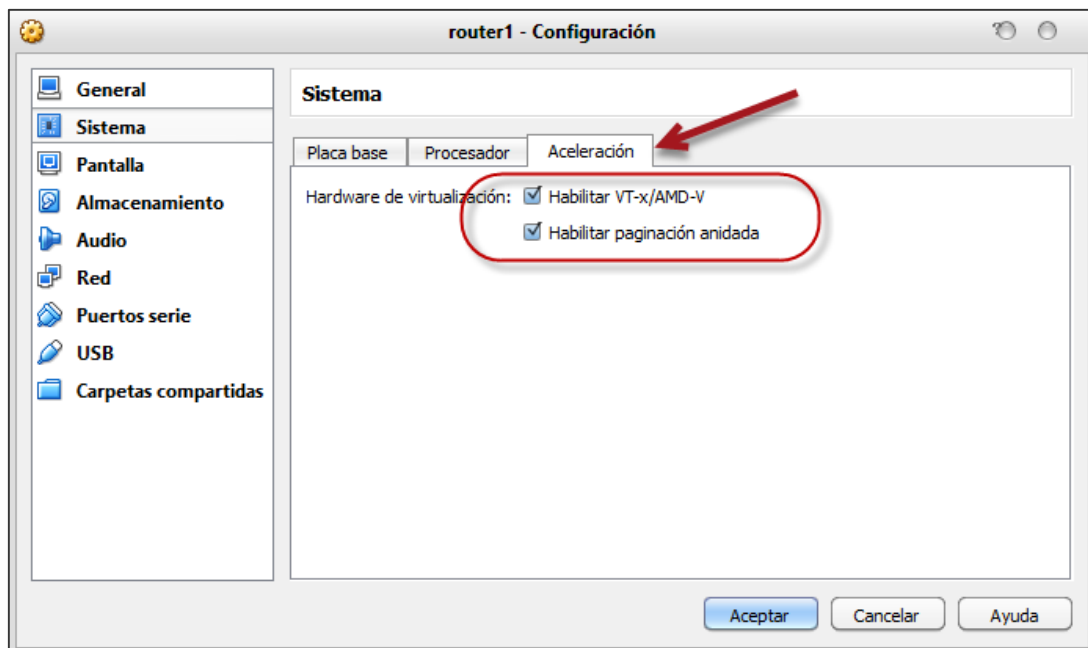 router1 - Configuración
General
Sistema
Pantalla
Almacenamiento
Audio
Red
Puertos serie
USB
Carpetas compartidas
Sistema
Placa base Procesador Aceleración
Hardware de virtualización: Habilitar VT-x/AMD-V
Habilitar paginación anidada
Aceptar Cancelar Ayuda